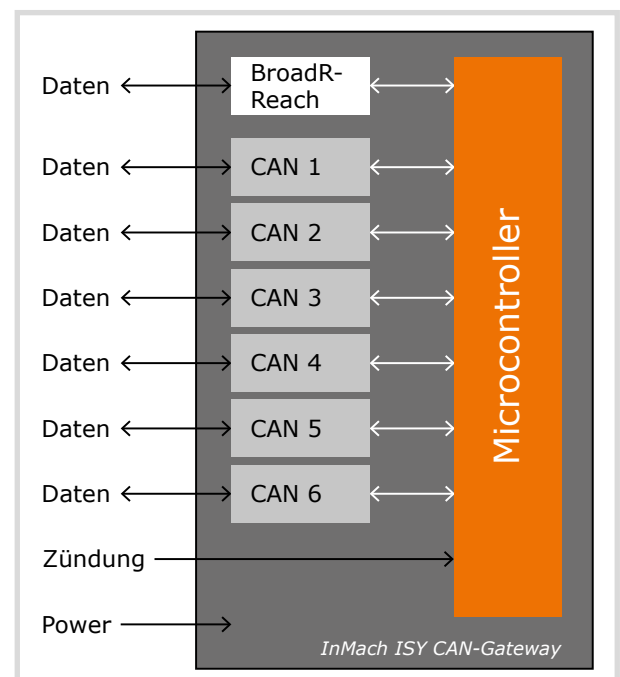 Daten
BroadR-
Reach
Daten
CAN 1
Daten
CAN 2
Daten
CAN 3
Daten
CAN 4
Daten
CAN 5
Daten
CAN 6
Microcontroller
Zündung
Power
InMach ISY CAN-Gateway